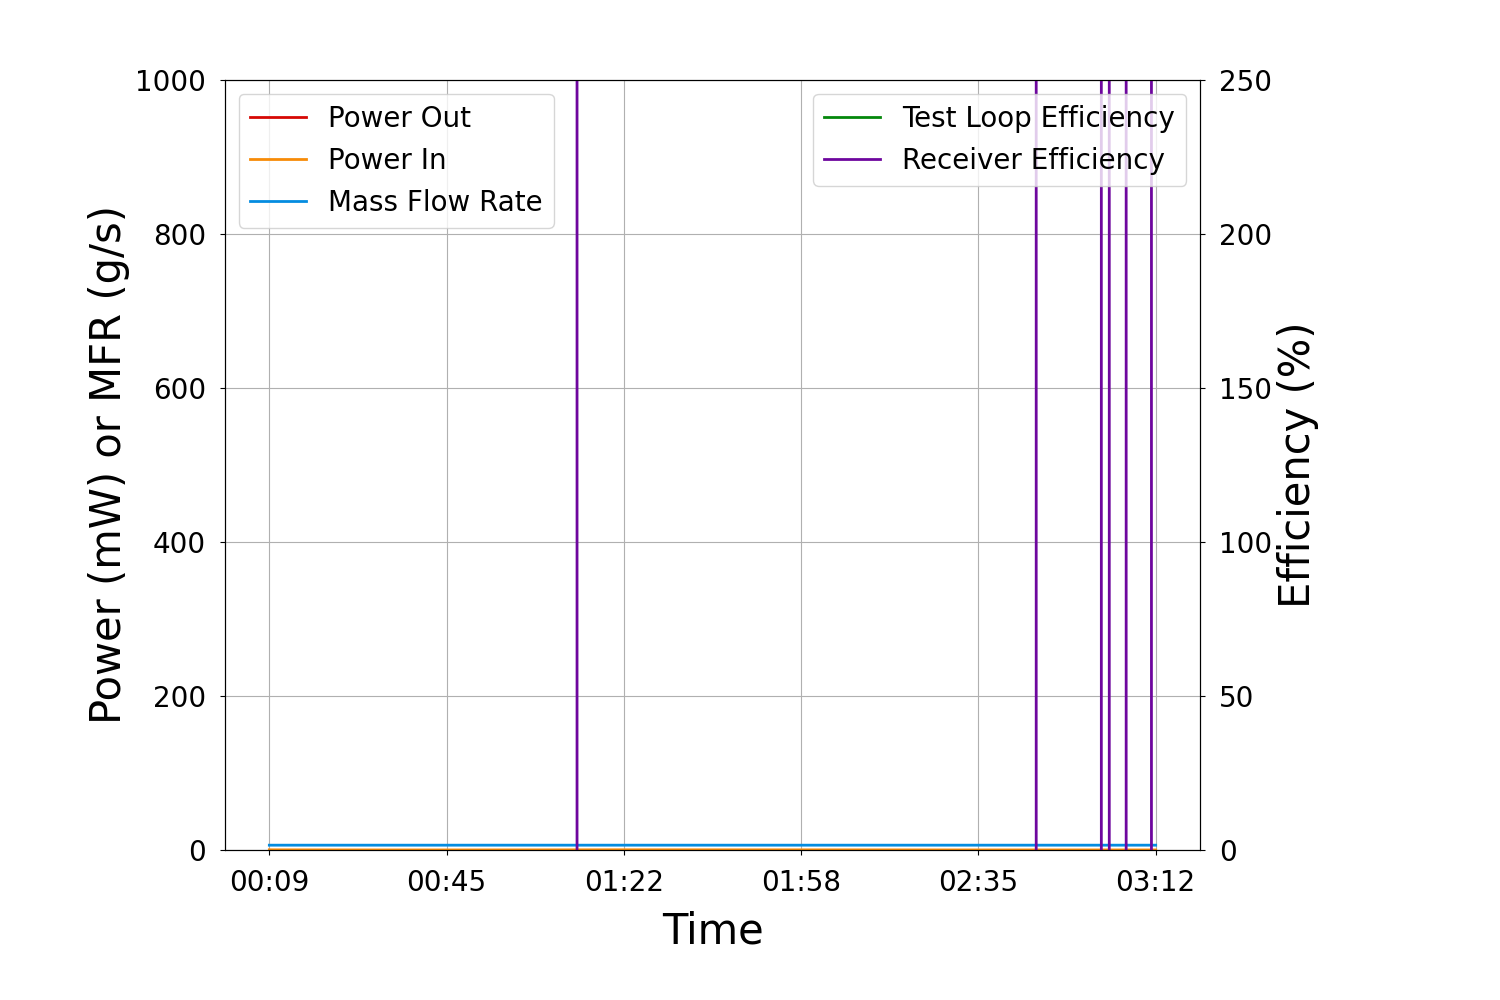 1000
800
600
400
200
0
Power (mW) or MFR (g/s)
Power Out
Power In
Mass Flow Rate
Test Loop Efficiency
Receiver Efficiency
250
200
150
100
50
0
Efficiency (%)
00:09 00:45 01:22 01:58 02:35 03:12
Time